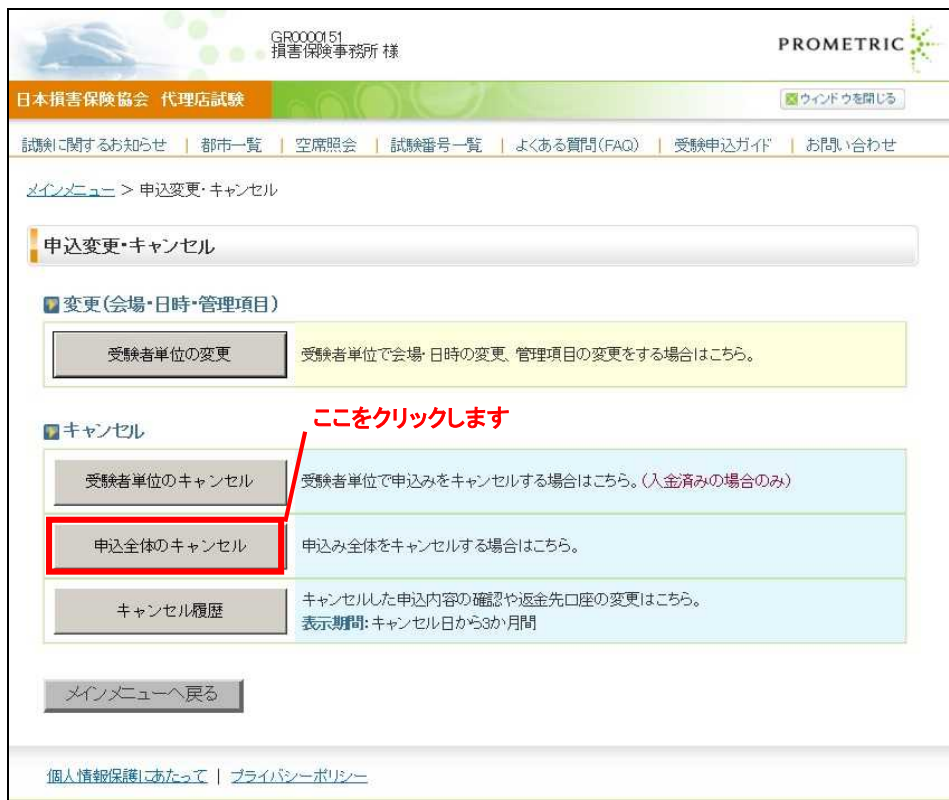 GR0000151
損害保険事務所 様
PROMETRIC
日本損害保険協会 代理店試験
ウィンドウを閉じる
試験に関するお知らせ | 都市一覧 | 空席照会 | 試験番号一覧 | よくある質問(FAQ) | 受験申込ガイド | お問い合わせ
メインメニュー > 申込変更・キャンセル
申込変更・キャンセル
変更(会場・日時・管理項目)
受験者単位の変更 受験者単位で会場・日時の変更、管理項目の変更をする場合はこちら。
ここをクリックします
キャンセル
受験者単位のキャンセル 受験者単位で申込みをキャンセルする場合はこちら。(入金済みの場合のみ)
申込全体のキャンセル 申込み全体をキャンセルする場合はこちら。
キャンセル履歴 キャンセルした申込内容の確認や返金先口座の変更はこちら。
表示期間:キャンセル日から3か月間
メインメニューへ戻る
個人情報保護にあたって | プライバシーポリシー